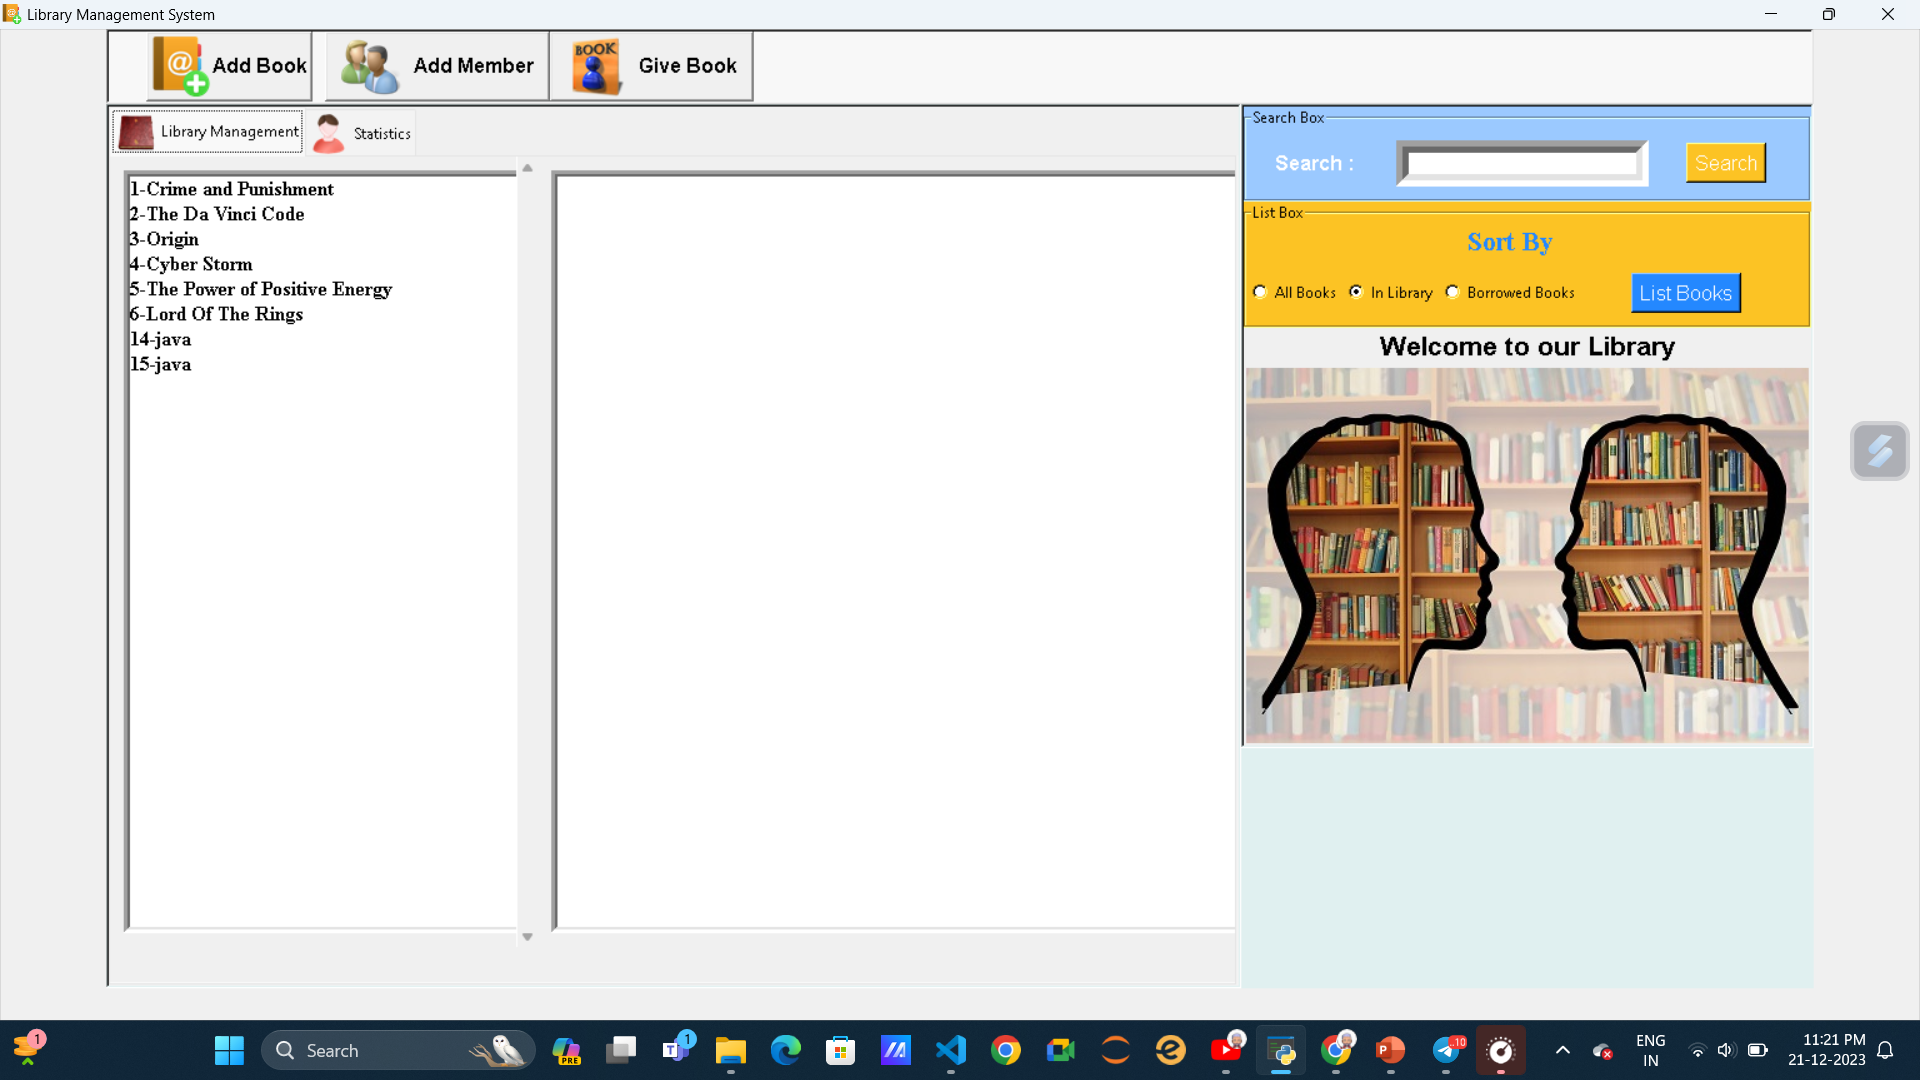 Library Management System
Add Book
Add Member
BOOK
Give Book
Library Management
Statistics
1-Crime and Punishment
2-The Da Vinci Code
3-Origin
4-Cyber Storm
5-The Power of Positive Energy
6-Lord Of The Rings
14-java
15-java
Search Box
Search :
Search
List Box
Sort By
All Books
In Library
Borrowed Books
List Books
Welcome to our Library
1
Search
PRE
1
10
ENG
IN
11:21 PM
21-12-2023